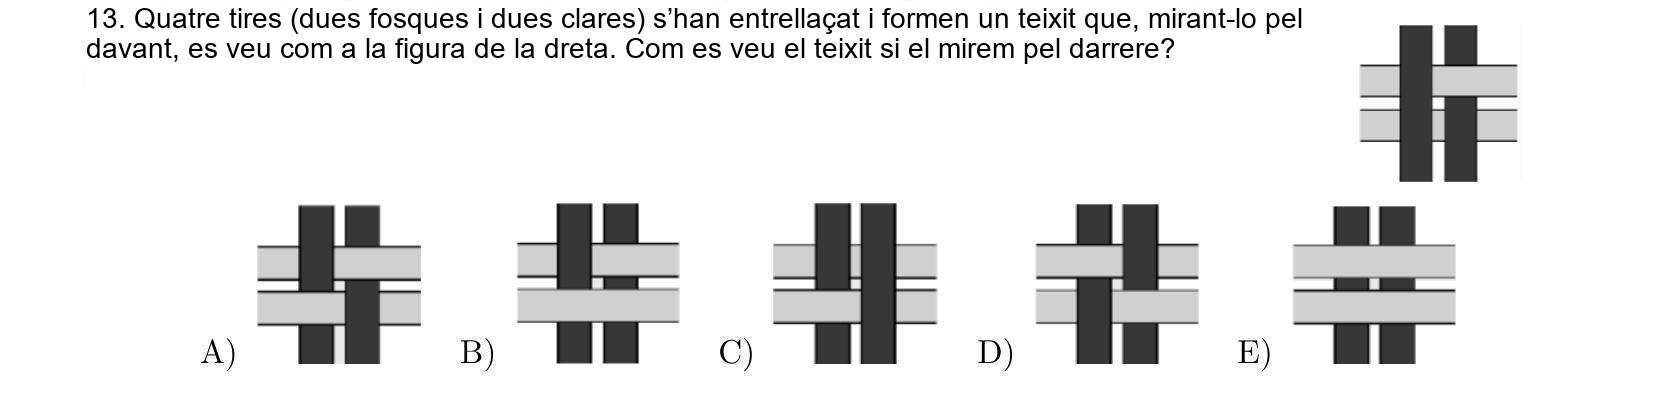 13. Quatre tires (dues fosques i dues clares) s’han entrellaçat i formen un teixit que, mirant-lo pel
davant, es veu com a la figura de la dreta. Com es veu el teixit si el mirem pel darrere?
A) B) C) D) E)